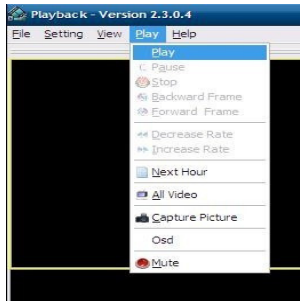 Playback - Version 2.3.0.4
File Setting View Play Help
Play
Pause
Stop
Backward Frame
Forward Frame
Decrease Rate
Increase Rate
Next Hour
All Video
Capture Picture
Osd
Mute